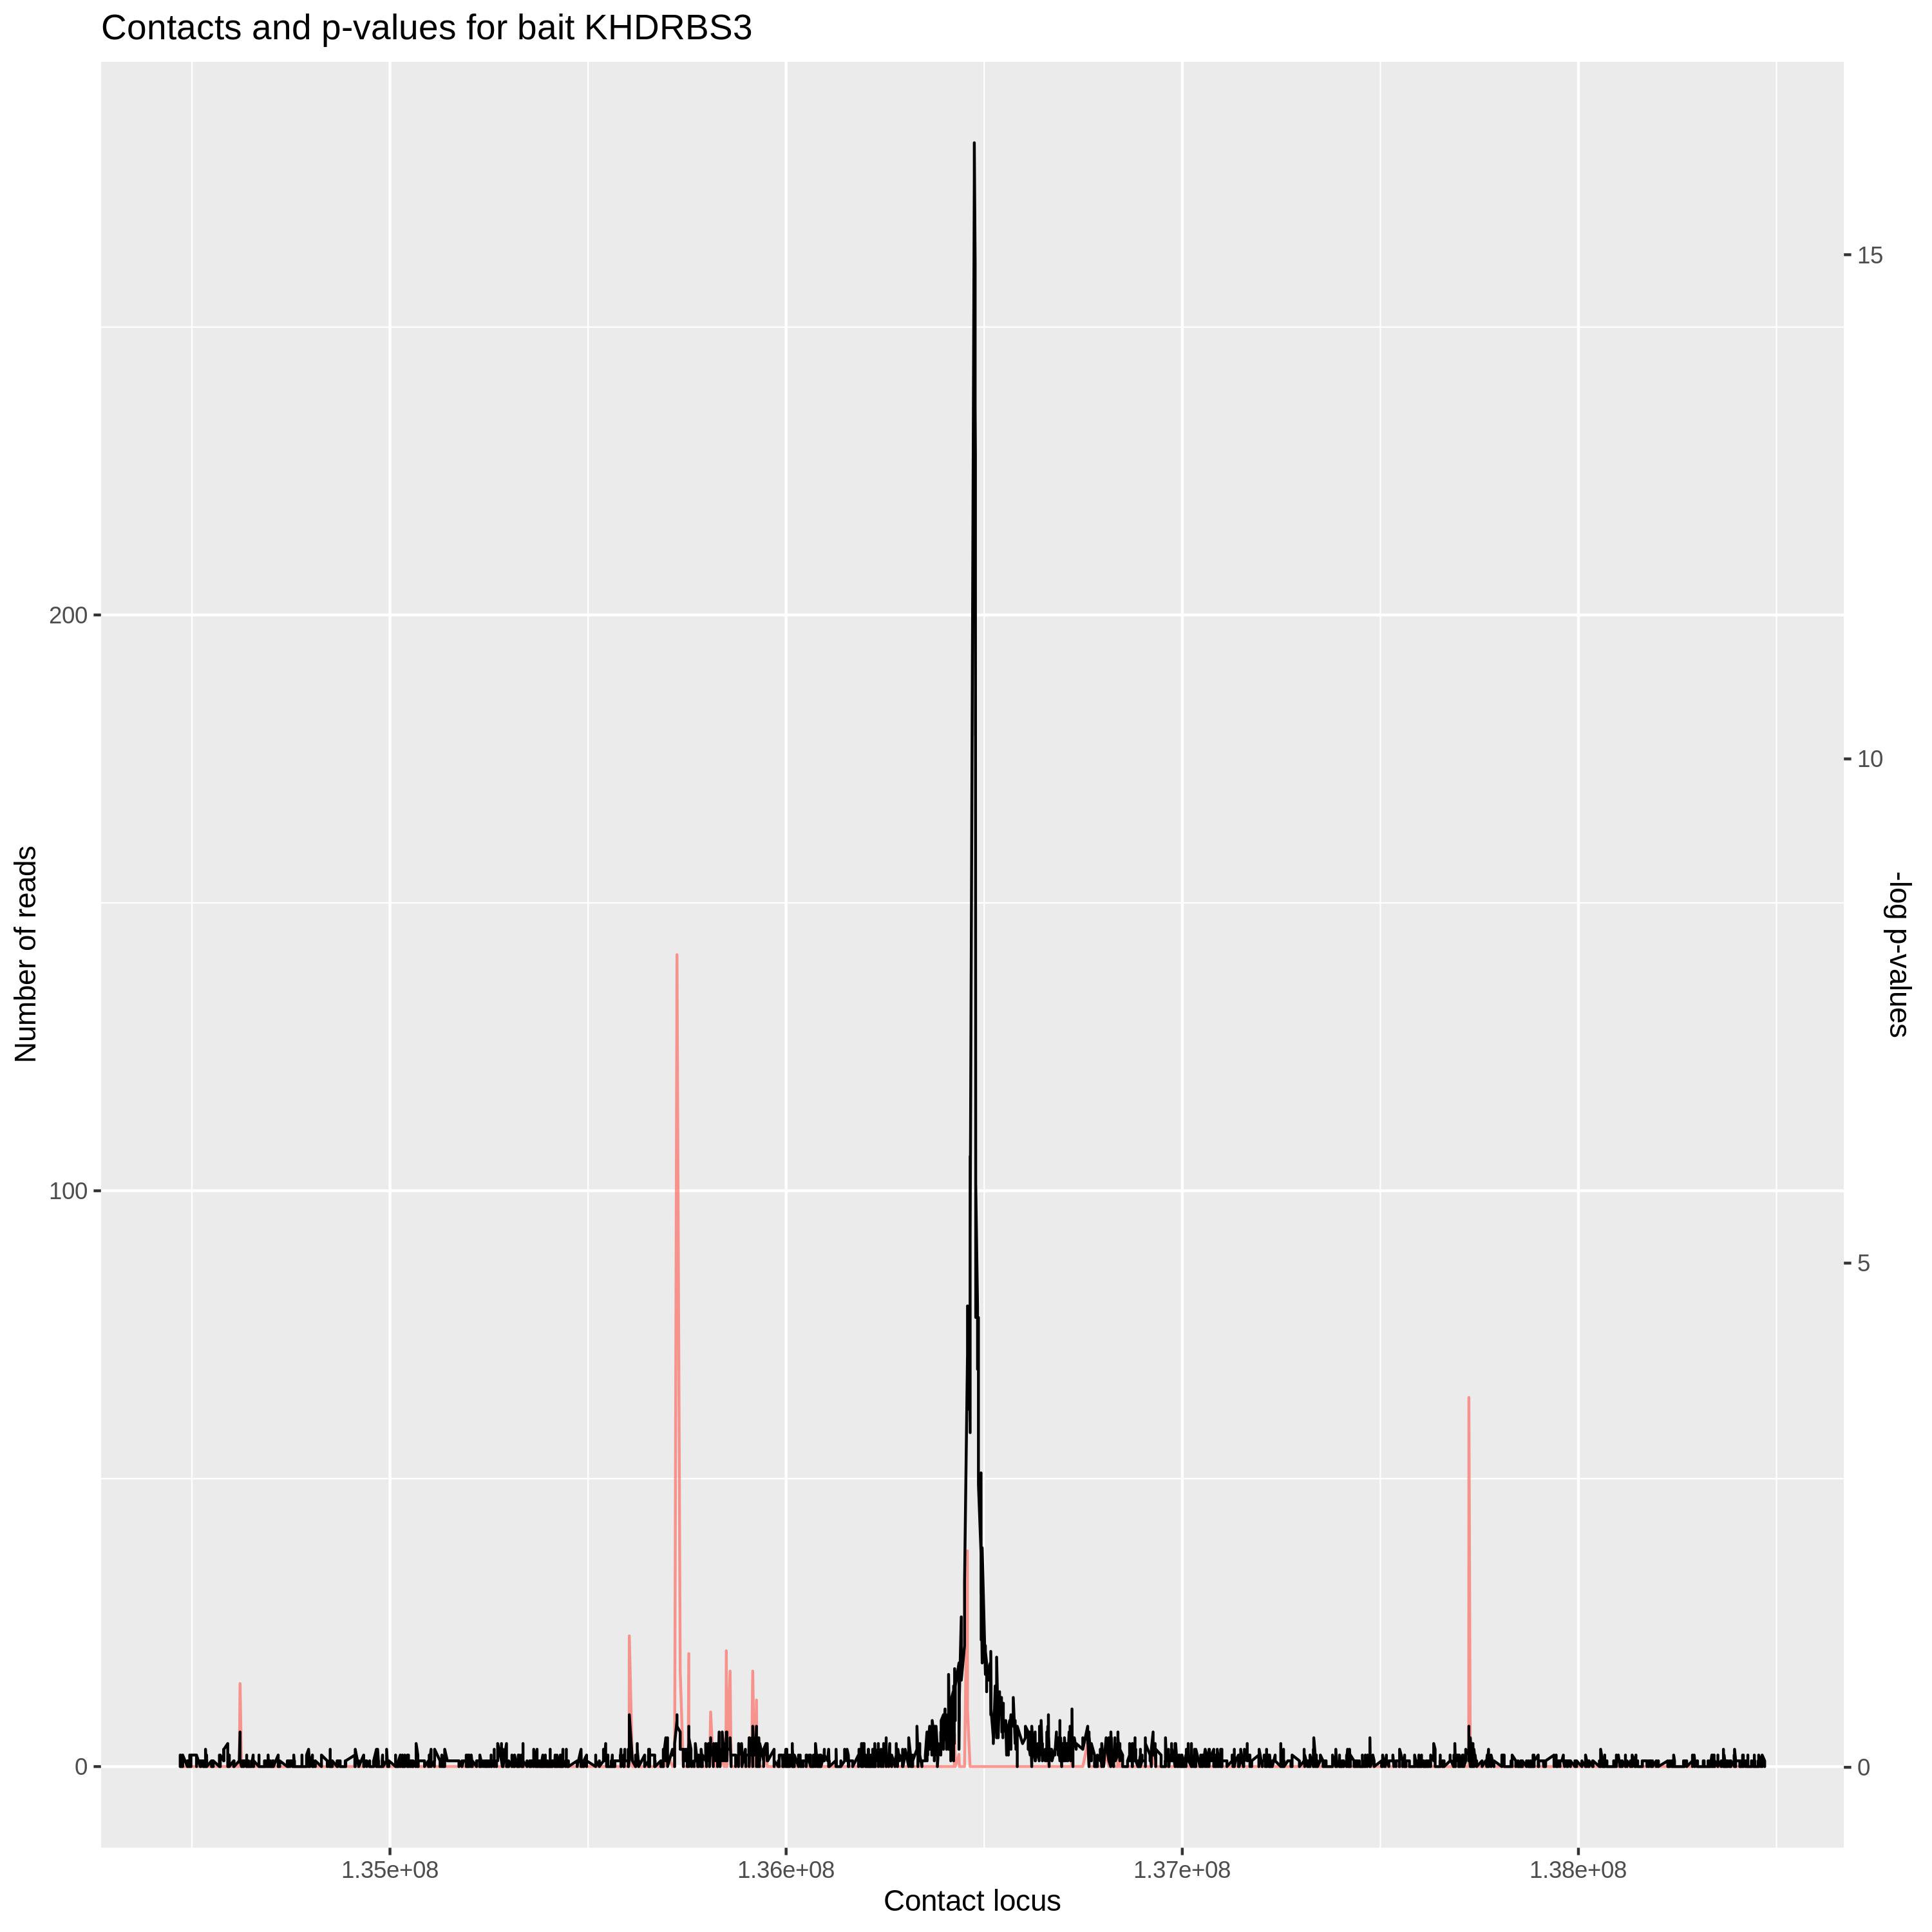 Contacts and p-values for bait KHDRBS3
Number of reads
200
100
0
15
10
5
0
-log p-values
1.35e+08 1.36e+08 1.37e+08 1.38e+08
Contact locus